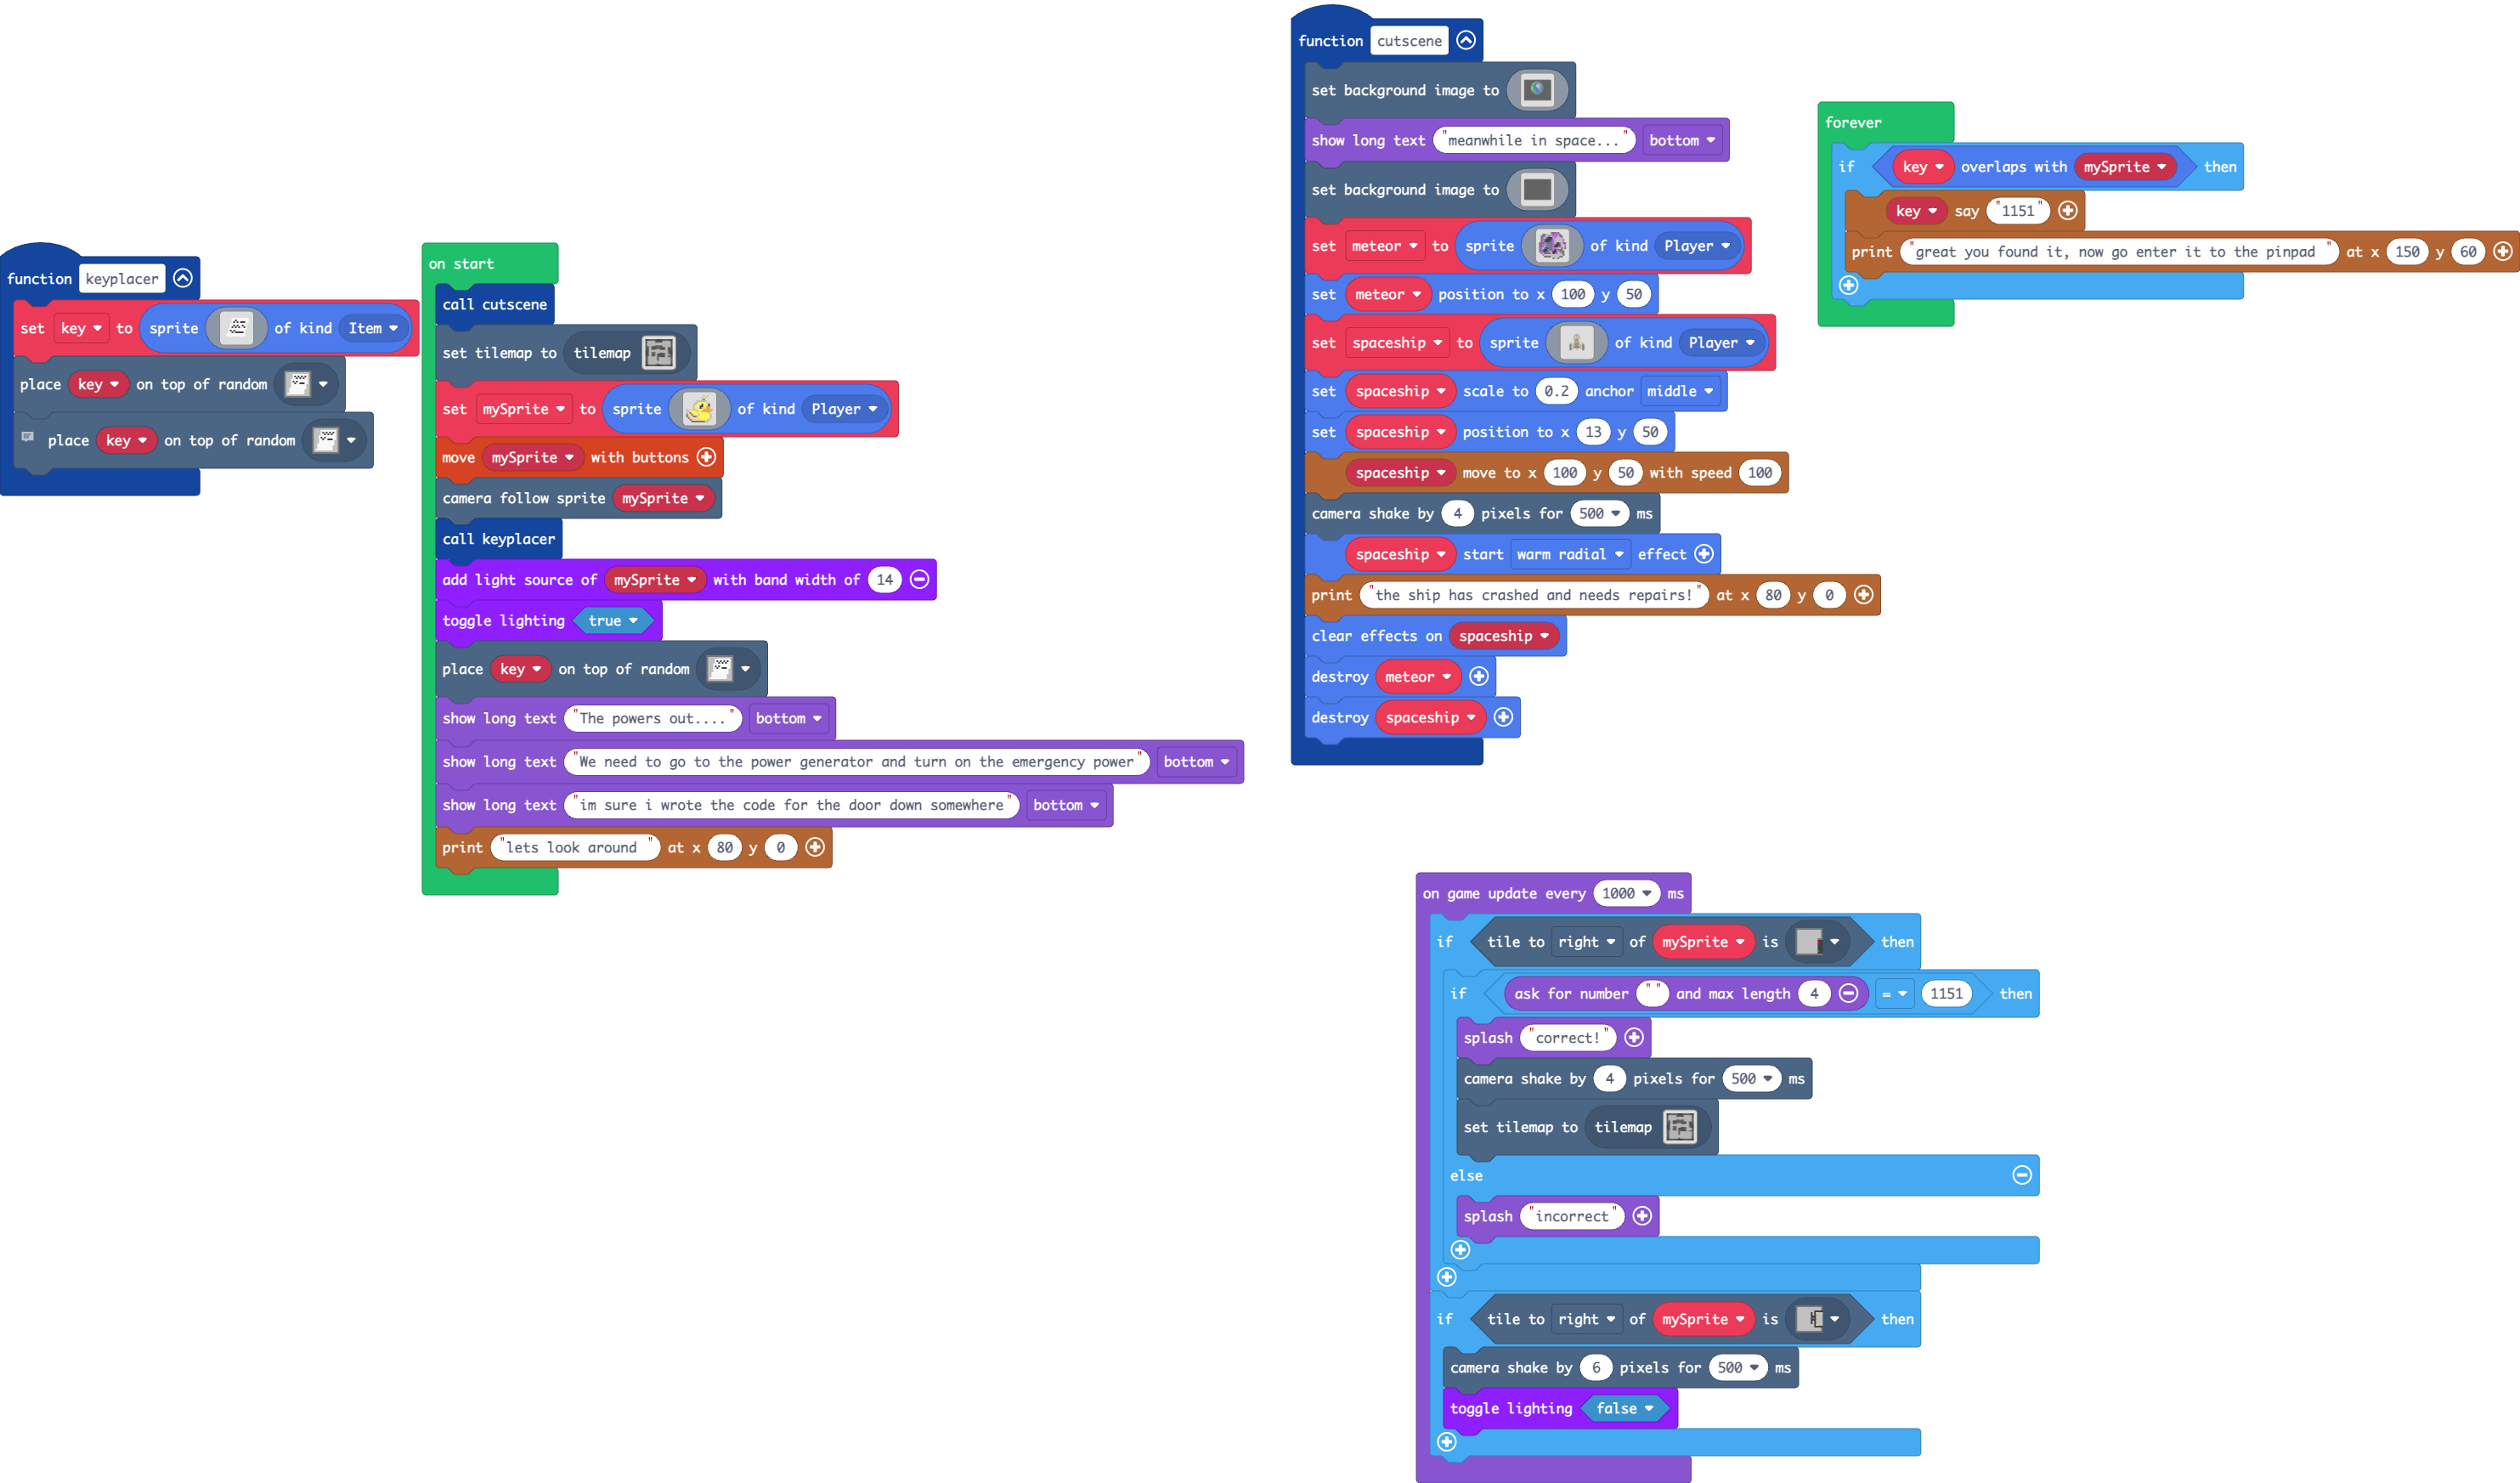 function keyplacer
set key to sprite of kind Item
place key on top of random
place key on top of random
on start
call cutscene
set tilemap to tilemap
set mySprite to sprite of kind Player
move mySprite with buttons
camera follow sprite mySprite
call keyplacer
add light source of mySprite with band width of 14
toggle lighting true
place key on top of random
show long text "The powers out...." bottom
show long text "We need to go to the power generator and turn on the emergency power" bottom
show long text "im sure i wrote the code for the door down somewhere" bottom
print "lets look around " at x 80 y 0
function cutscene
set background image to
show long text "meanwhile in space..." bottom
set background image to
set meteor to sprite of kind Player
set meteor position to x 100 y 50
set spaceship to sprite of kind Player
set spaceship scale to 0.2 anchor middle
set spaceship position to x 13 y 50
spaceship move to x 100 y 50 with speed 100
camera shake by 4 pixels for 500 ms
spaceship start warm radial effect
print "the ship has crashed and needs repairs!" at x 80 y 0
clear effects on spaceship
destroy meteor
destroy spaceship
forever
if key overlaps with mySprite then
key say "1151"
print "great you found it, now go enter it to the pinpad " at x 150 y 60
on game update every 1000 ms
if tile to right of mySprite is then
if ask for number "" and max length 4 = 1151 then
splash "correct!"
camera shake by 4 pixels for 500 ms
set tilemap to tilemap
else
splash "incorrect"
if tile to right of mySprite is then
camera shake by 6 pixels for 500 ms
toggle lighting false